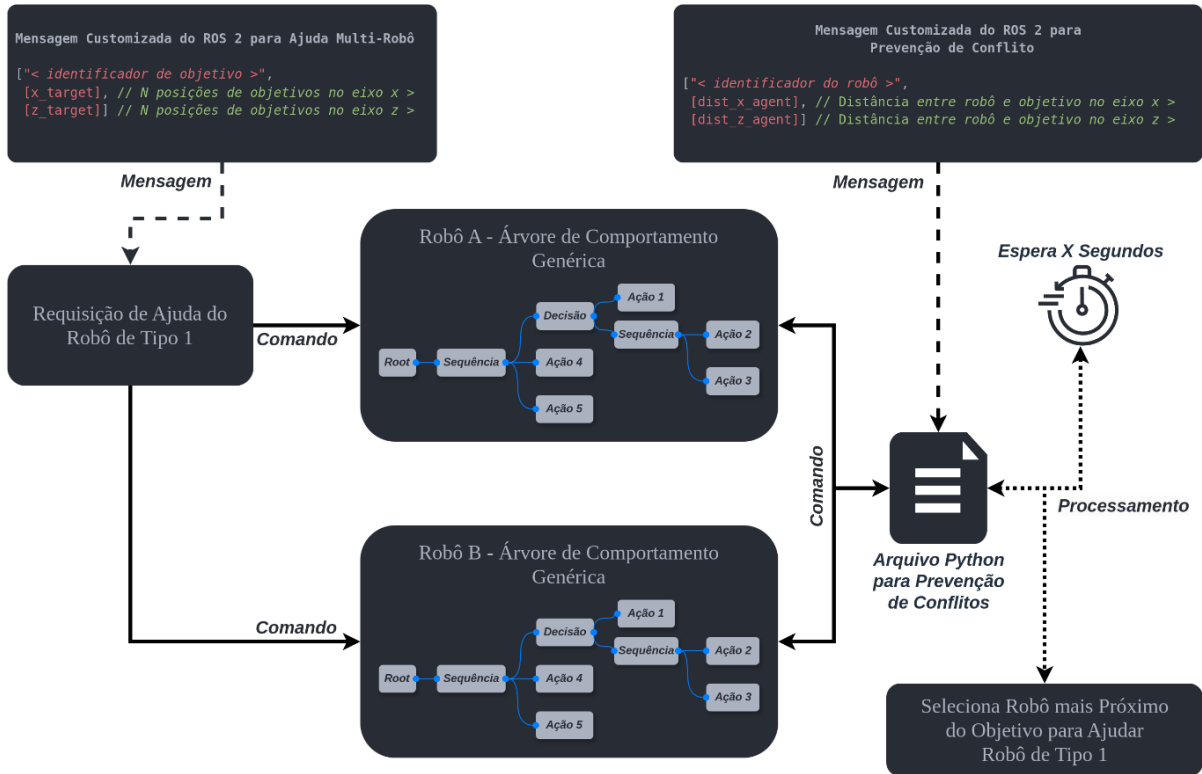 Mensagem Customizada do ROS 2 para Ajuda Multi-Robô
["< identificador de objetivo >",
[x_target], // N posições de objetivos no eixo x >
[z_target]] // N posições de objetivos no eixo z >
Mensagem Customizada do ROS 2 para
Prevenção de Conflito
["< identificador do robô >",
[dist_x_agent], // Distância entre robô e objetivo no eixo x >
[dist_z_agent]] // Distância entre robô e objetivo no eixo z >
Mensagem
Mensagem
Requisição de Ajuda do
Robô de Tipo 1
Comando
Robô A - Árvore de Comportamento
Genérica
Root
Sequência
Decisão
Ação 1
Sequência
Ação 2
Ação 3
Ação 4
Ação 5
Espera X Segundos
Comando
Processamento
Arquivo Python
para Prevenção
de Conflitos
Comando
Robô B - Árvore de Comportamento
Genérica
Root
Sequência
Decisão
Ação 1
Sequência
Ação 2
Ação 3
Ação 4
Ação 5
Seleciona Robô mais Próximo
do Objetivo para Ajudar
Robô de Tipo 1